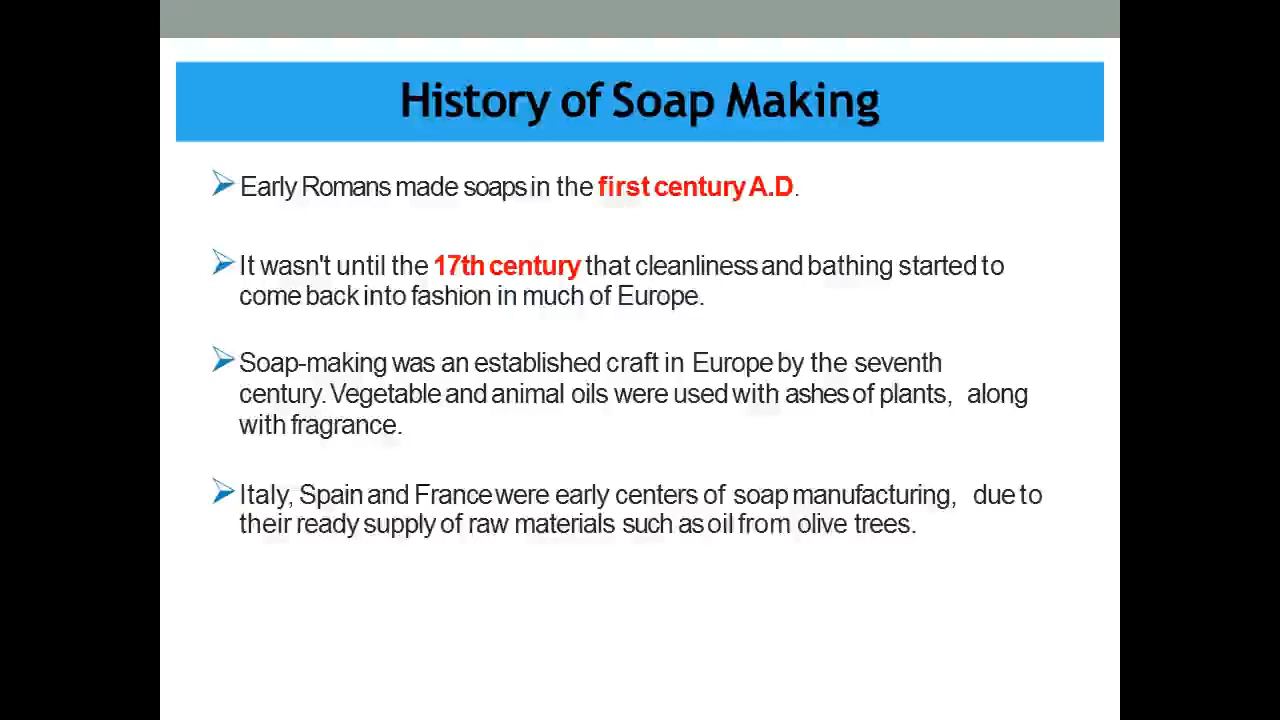 History of Soap Making
Early Romans made soaps in the first century A.D.
It wasn't until the 17th century that cleanliness and bathing started to
come back into fashion in much of Europe.
Soap-making was an established craft in Europe by the seventh
century. Vegetable and animal oils were used with ashes of plants, along
with fragrance.
Italy, Spain and France were early centers of soap manufacturing, due to
their ready supply of raw materials such as oil from olive trees.